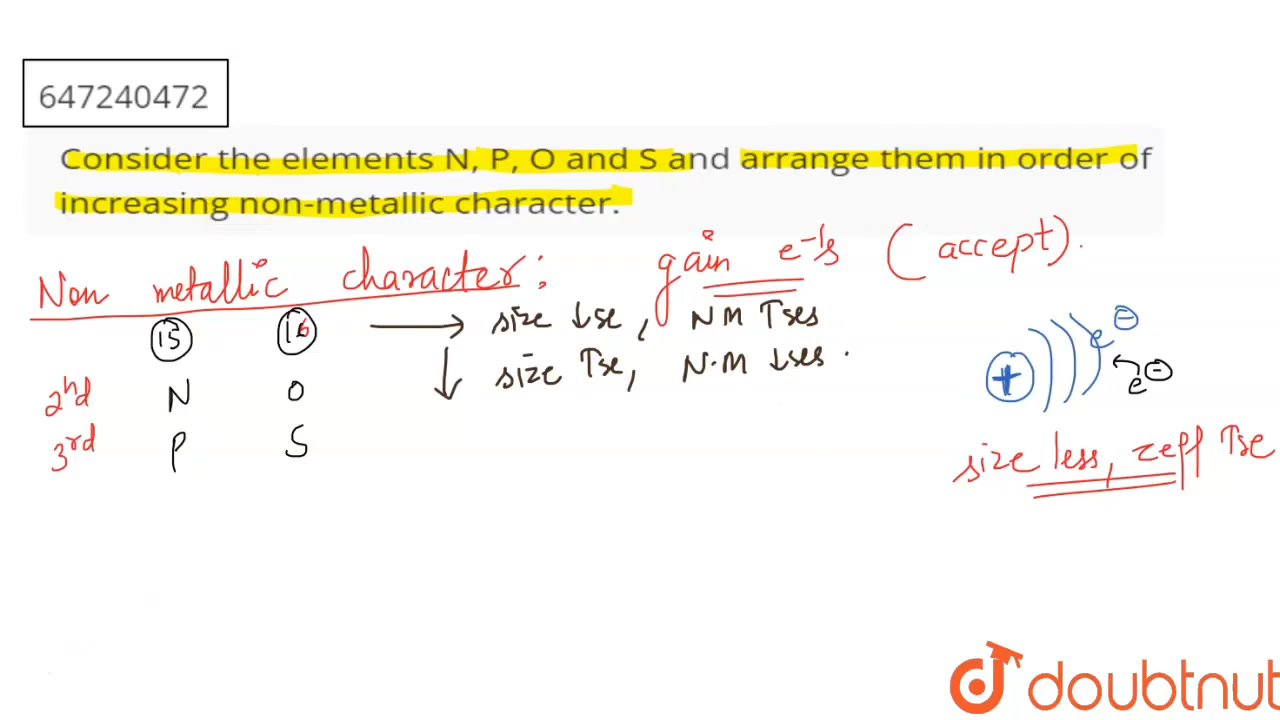 647240472
Consider the elements N, P, O and S and arrange them in order of
increasing non-metallic character.
Non metallic character: gain e⁻'s (accept).
15 16 → size ↓se, NM ↑ses
↓ size ↑se, N.M ↓ses.
2nd N O
3rd P S
+ e⊖
e⊖
size less, zeff ↑se
doubtnut